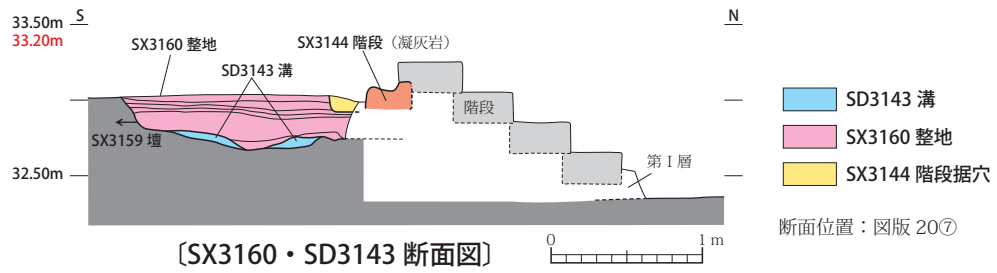 33.50m S
33.20m
SX3160 整地
SX3144 階段（凝灰岩）
N
SD3143 溝
階段
SX3159 壇
第Ⅰ層
32.50m
SD3143 溝
SX3160 整地
SX3144 階段据穴
断面位置：図版 20⑦
〔SX3160・SD3143 断面図〕
0 1 m